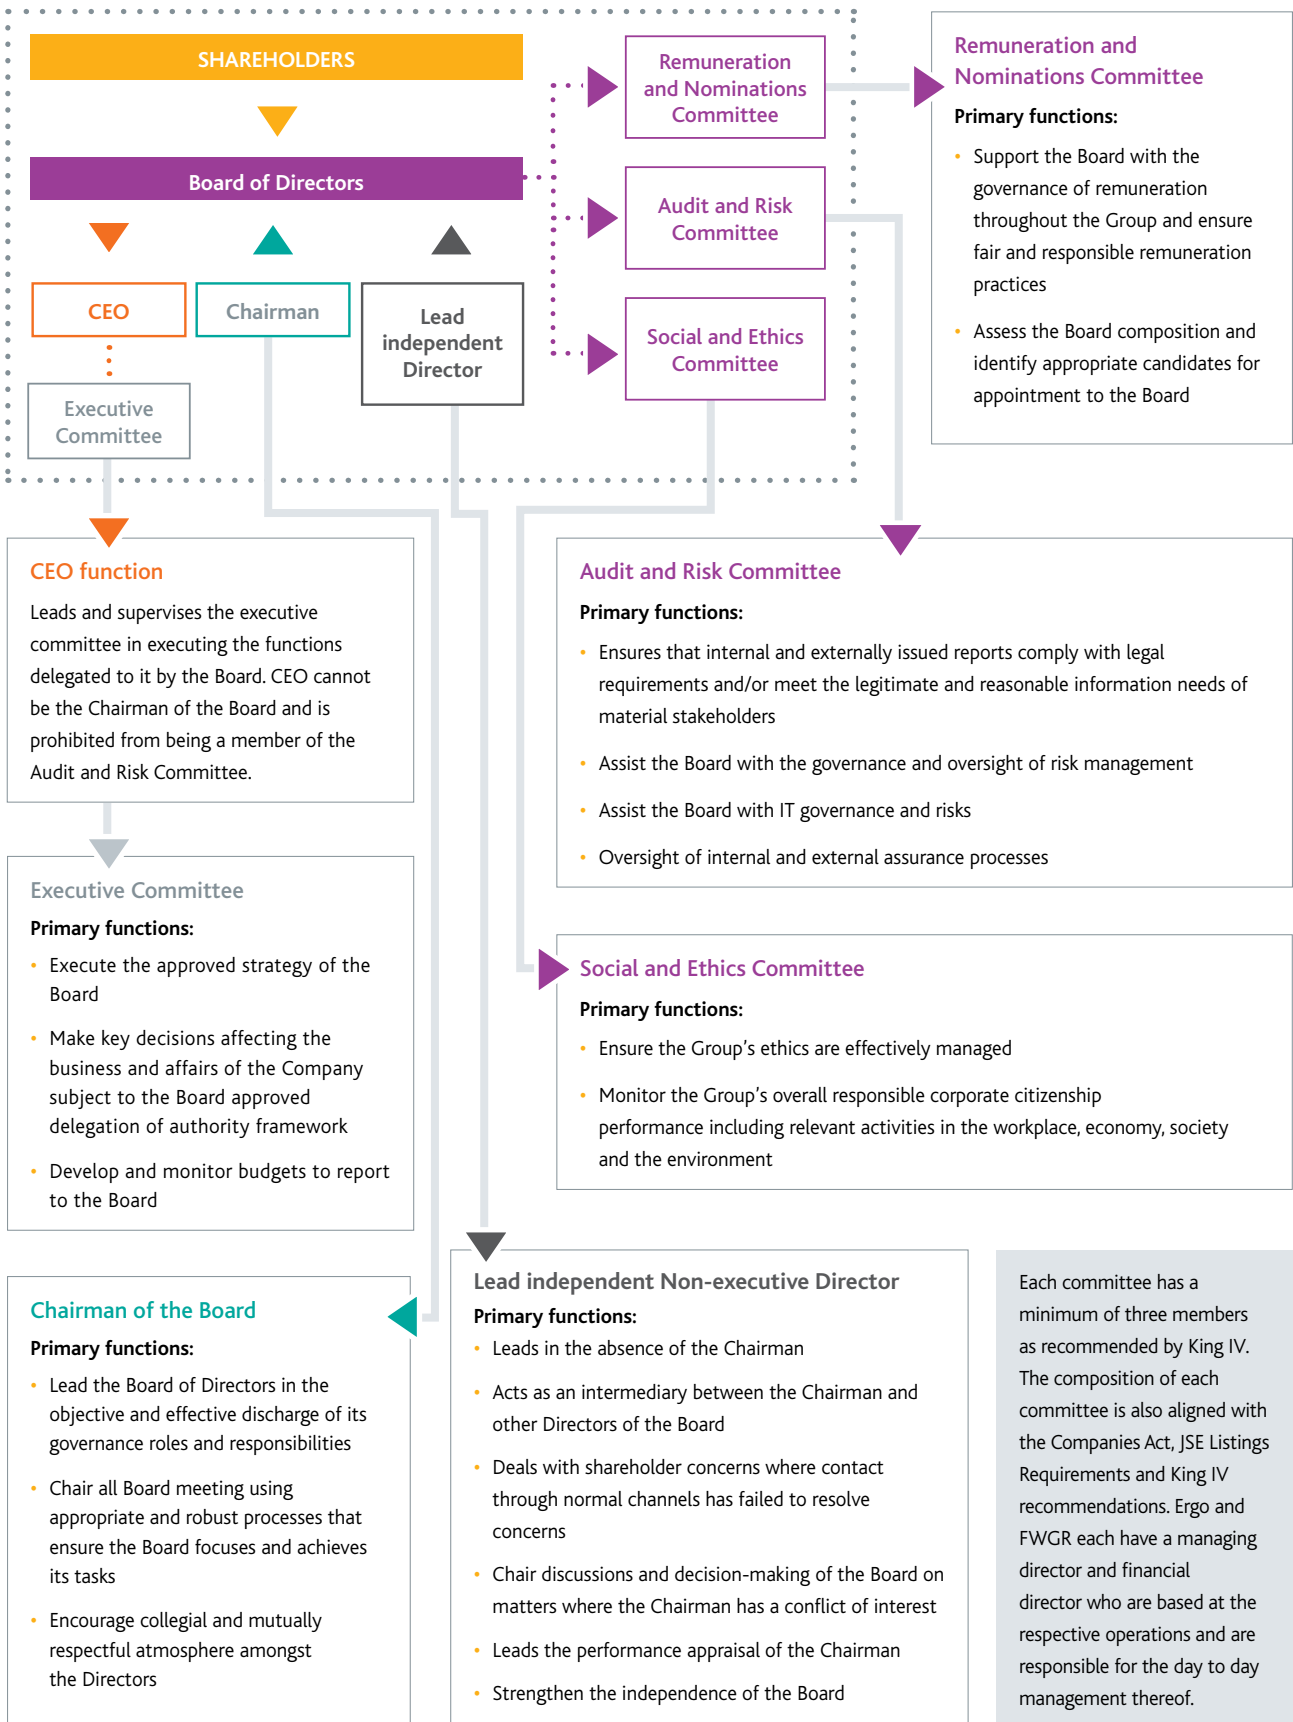 SHAREHOLDERS
Board of Directors
CEO
Chairman
Lead
independent
Director
Executive
Committee
Remuneration
and Nominations
Committee
Audit and Risk
Committee
Social and Ethics
Committee
Remuneration and
Nominations Committee
Primary functions:
• Support the Board with the
governance of remuneration
throughout the Group and ensure
fair and responsible remuneration
practices
• Assess the Board composition and
identify appropriate candidates for
appointment to the Board
CEO function
Leads and supervises the executive
committee in executing the functions
delegated to it by the Board. CEO cannot
be the Chairman of the Board and is
prohibited from being a member of the
Audit and Risk Committee.
Audit and Risk Committee
Primary functions:
• Ensures that internal and externally issued reports comply with legal
requirements and/or meet the legitimate and reasonable information needs of
material stakeholders
• Assist the Board with the governance and oversight of risk management
• Assist the Board with IT governance and risks
• Oversight of internal and external assurance processes
Executive Committee
Primary functions:
• Execute the approved strategy of the
Board
• Make key decisions affecting the
business and affairs of the Company
subject to the Board approved
delegation of authority framework
• Develop and monitor budgets to report
to the Board
Social and Ethics Committee
Primary functions:
• Ensure the Group's ethics are effectively managed
• Monitor the Group's overall responsible corporate citizenship
performance including relevant activities in the workplace, economy, society
and the environment
Chairman of the Board
Primary functions:
• Lead the Board of Directors in the
objective and effective discharge of its
governance roles and responsibilities
• Chair all Board meeting using
appropriate and robust processes that
ensure the Board focuses and achieves
its tasks
• Encourage collegial and mutually
respectful atmosphere amongst
the Directors
Lead independent Non-executive Director
Primary functions:
• Leads in the absence of the Chairman
• Acts as an intermediary between the Chairman and
other Directors of the Board
• Deals with shareholder concerns where contact
through normal channels has failed to resolve
concerns
• Chair discussions and decision-making of the Board on
matters where the Chairman has a conflict of interest
• Leads the performance appraisal of the Chairman
• Strengthen the independence of the Board
Each committee has a
minimum of three members
as recommended by King IV.
The composition of each
committee is also aligned with
the Companies Act, JSE Listings
Requirements and King IV
recommendations. Ergo and
FWGR each have a managing
director and financial
director who are based at the
respective operations and are
responsible for the day to day
management thereof.